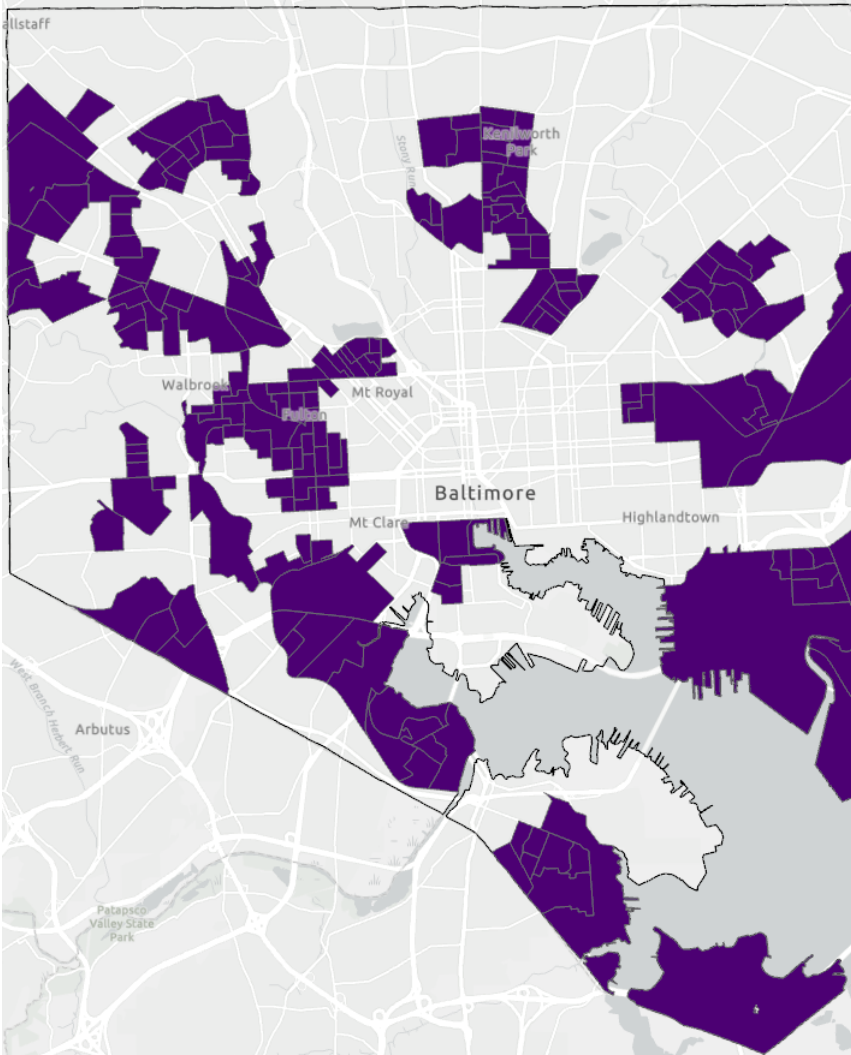 allstaff
Stony Run
Kenilworth
Park
Walbrook
Mt Royal
Fulton
Baltimore
Mt Clare
Highlandtown
West Branch Herbert Run
Arbutus
Patapsco
Valley State
Park